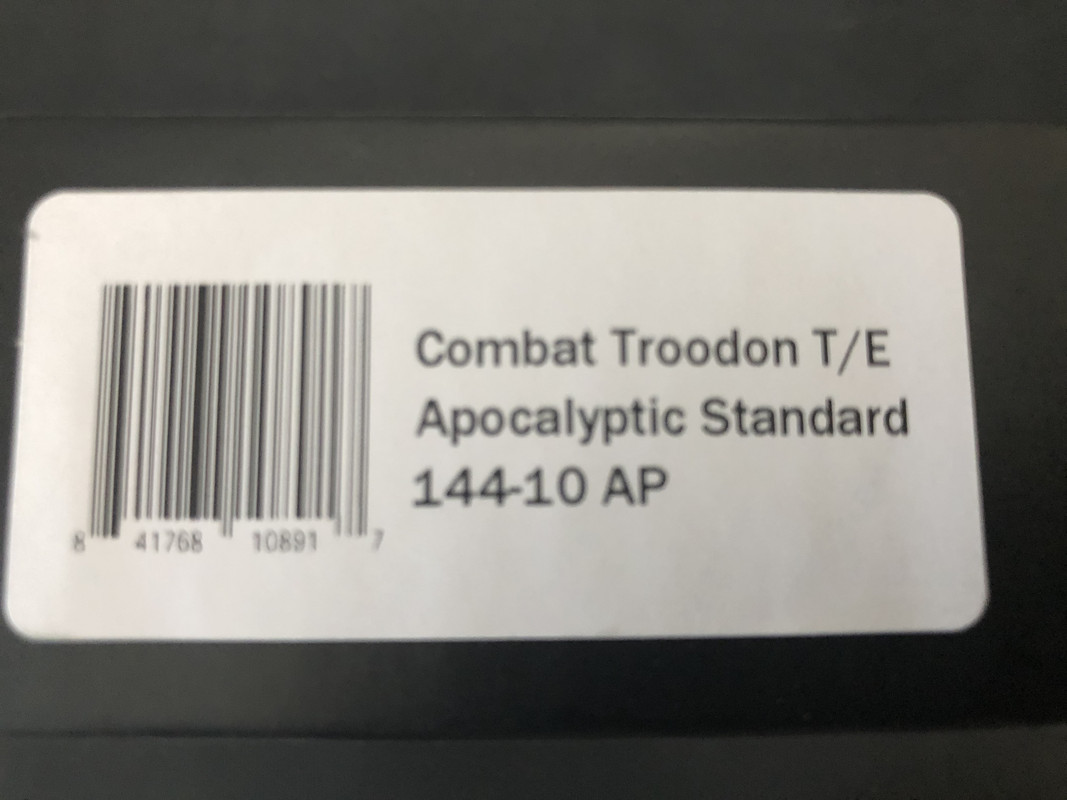 Combat Troodon T/E
Apocalyptic Standard
144-10 AP
8 41768 10891 7